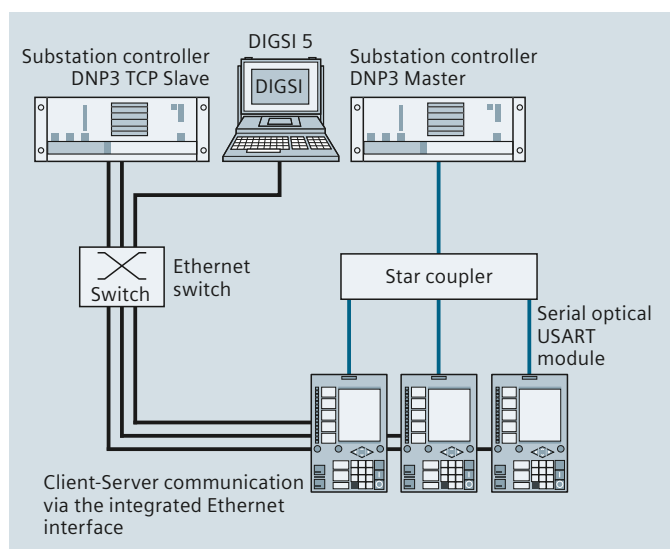 Substation controller
DNP3 TCP Slave
DIGSI 5
DIGSI
Substation controller
DNP3 Master
Switch
Ethernet
switch
Star coupler
Serial optical
USART
module
Client-Server communication
via the integrated Ethernet
interface